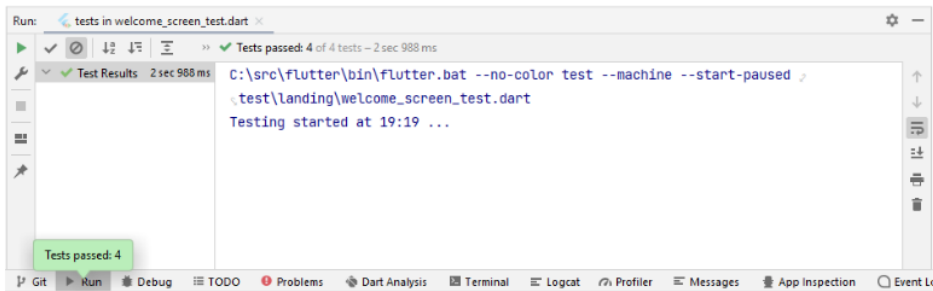 Run: tests in welcome_screen_test.dart
Tests passed: 4 of 4 tests – 2 sec 988 ms
Test Results 2 sec 988 ms
C:\src\flutter\bin\flutter.bat --no-color test --machine --start-paused
test\landing\welcome_screen_test.dart
Testing started at 19:19 ...
Tests passed: 4
Git Run Debug TODO Problems Dart Analysis Terminal Logcat Profiler Messages App Inspection Event L